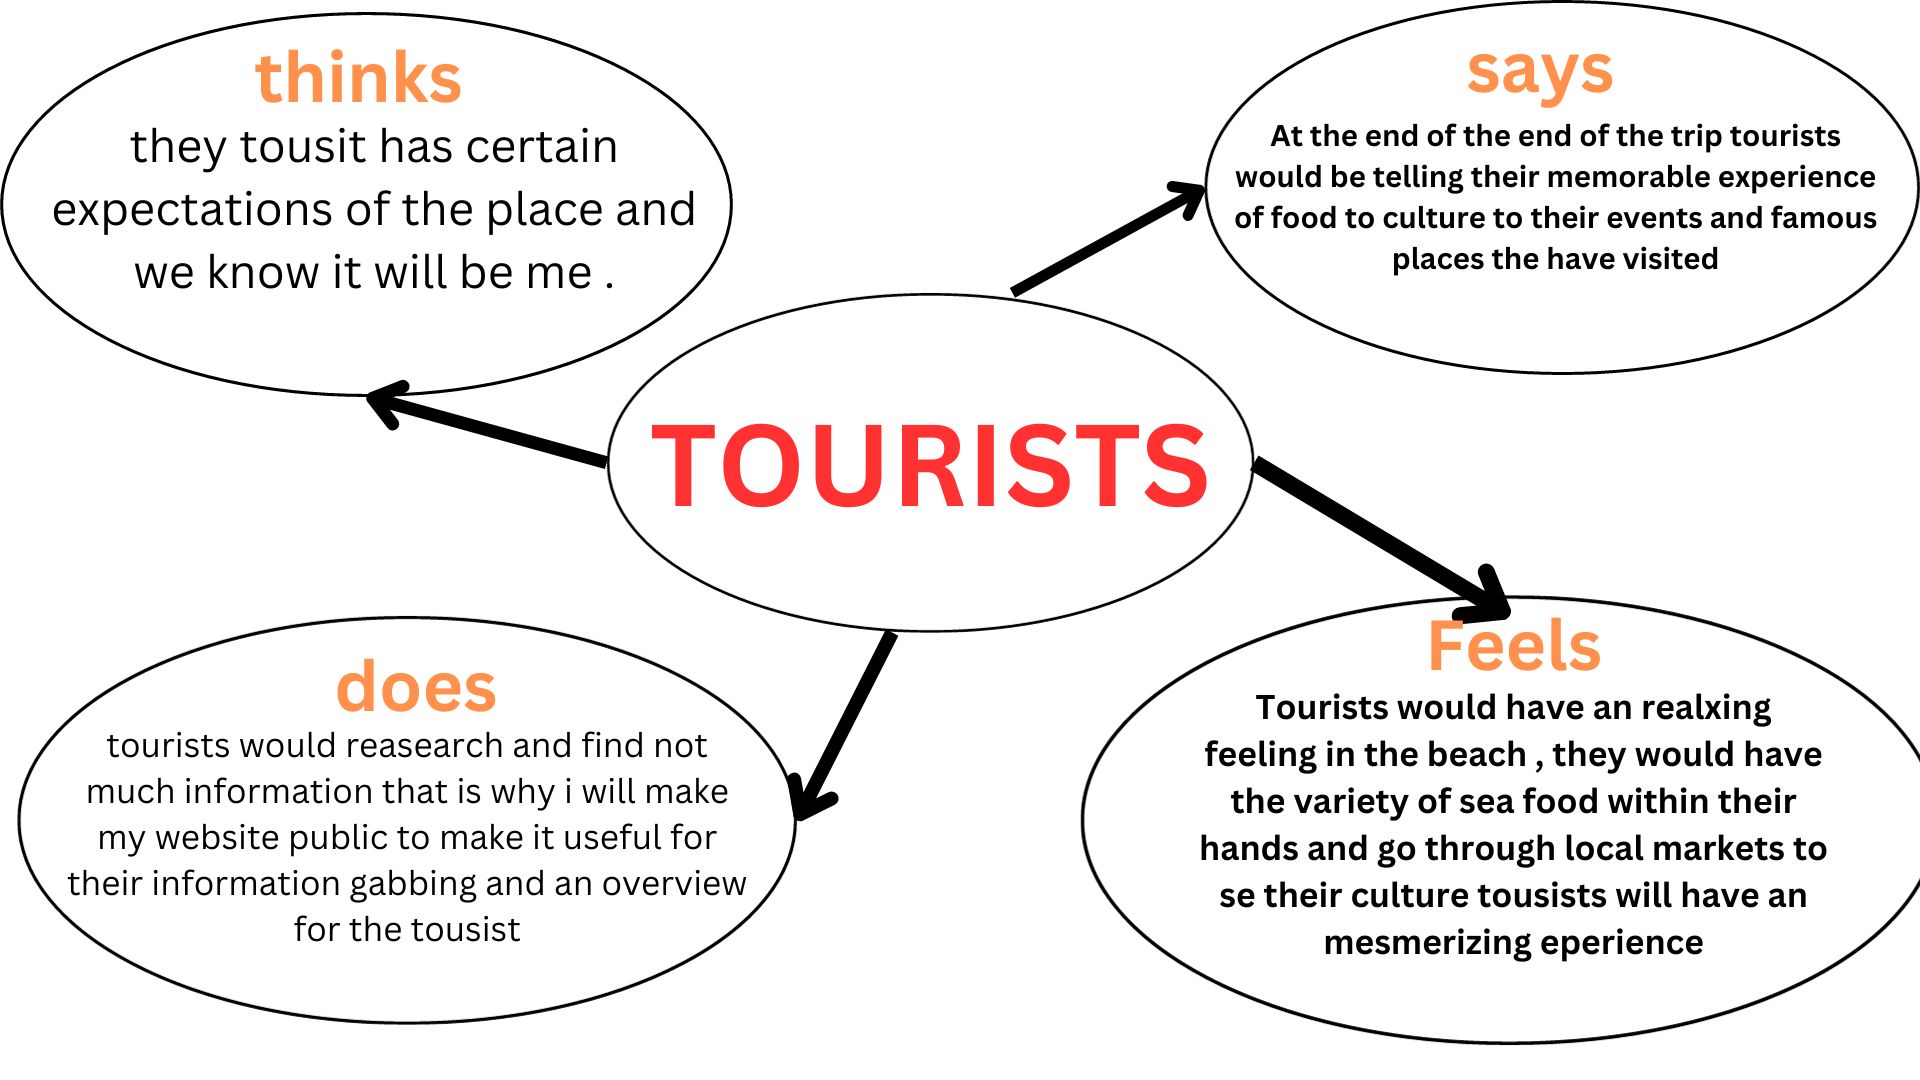 thinks
they tousit has certain
expectations of the place and
we know it will be me .
says
At the end of the end of the trip tourists
would be telling their memorable experience
of food to culture to their events and famous
places the have visited
TOURISTS
does
tourists would reasearch and find not
much information that is why i will make
my website public to make it useful for
their information gabbing and an overview
for the tousist
Feels
Tourists would have an realxing
feeling in the beach , they would have
the variety of sea food within their
hands and go through local markets to
se their culture tousists will have an
mesmerizing eperience